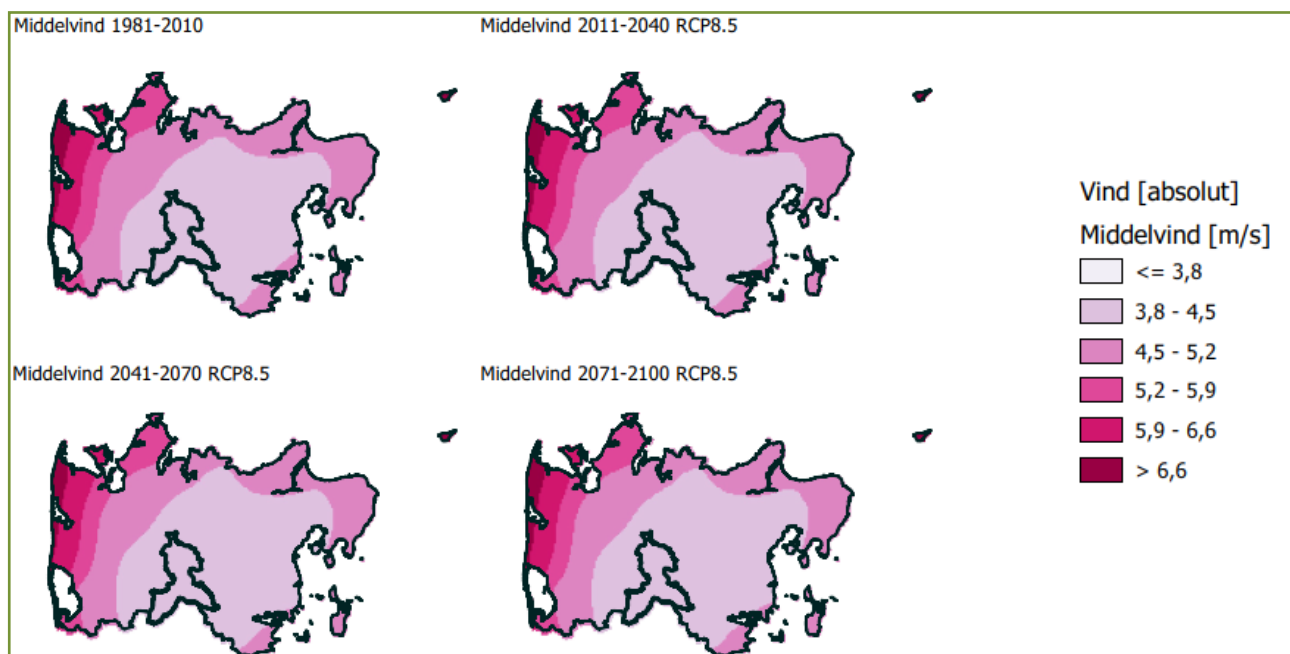 Middelvind 1981-2010
Middelvind 2011-2040 RCP8.5
Vind [absolut]
Middelvind [m/s]
<= 3,8
3,8 - 4,5
4,5 - 5,2
5,2 - 5,9
5,9 - 6,6
> 6,6
Middelvind 2041-2070 RCP8.5
Middelvind 2071-2100 RCP8.5